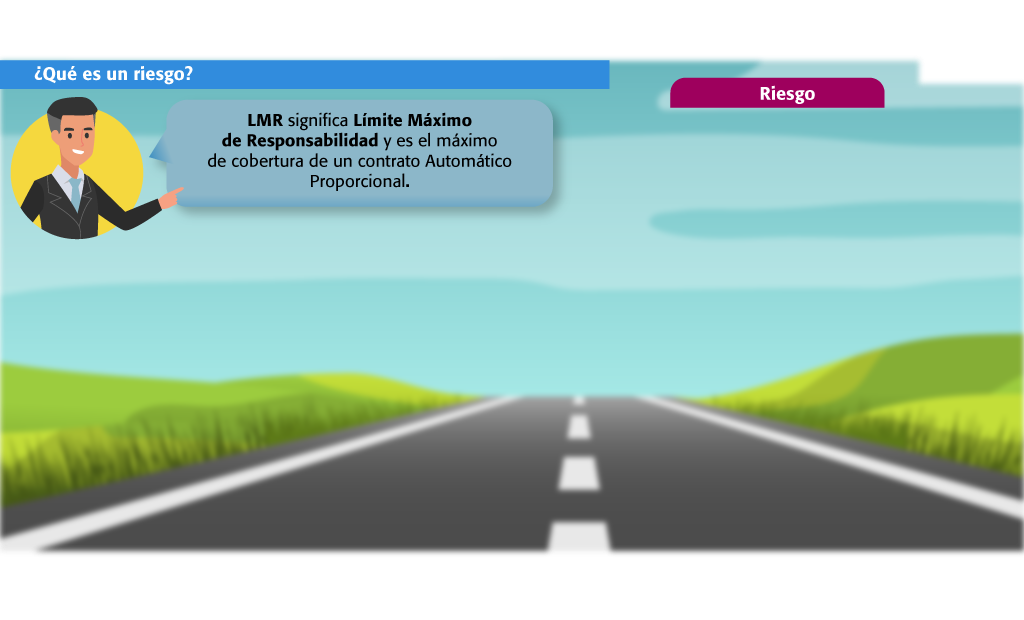 ¿Qué es un riesgo?
Riesgo
LMR significa Límite Máximo
de Responsabilidad y es el máximo
de cobertura de un contrato Automático
Proporcional.